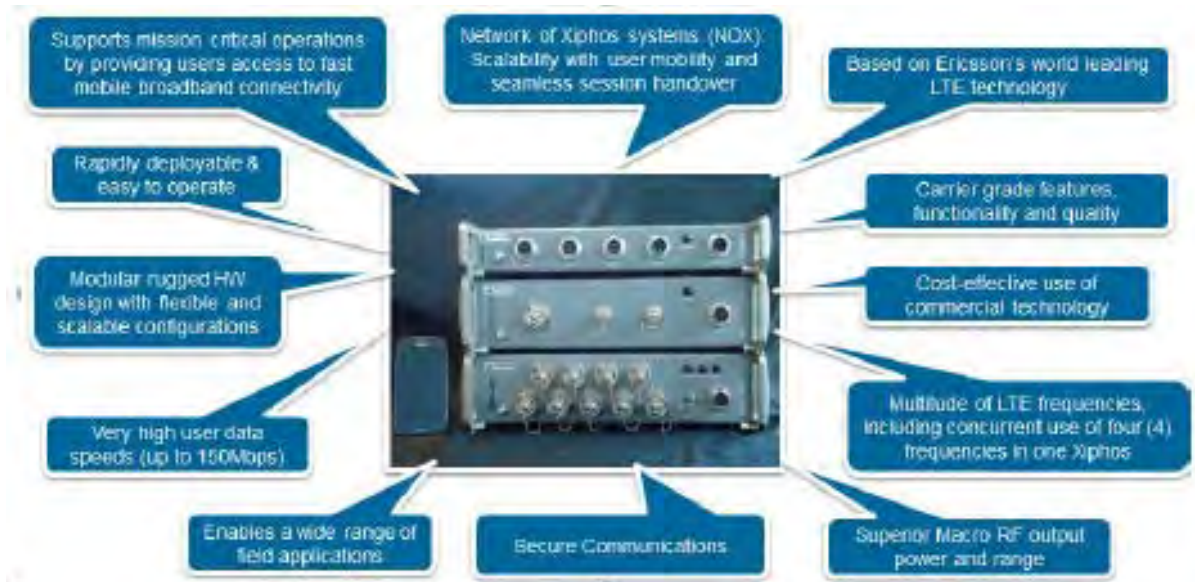 Supports mission critical operations
by providing users access to fast
mobile broadband connectivity
Network of Xiphos systems (NOX):
Scalability with user mobility and
seamless session handover
Based on Ericsson's world leading
LTE technology
Rapidly deployable &
easy to operate
Carrier grade features,
functionality and quality
Modular rugged HW
design with flexible and
scalable configurations
Cost-effective use of
commercial technology
Very high user data
speeds (up to 150Mbps)
Multitude of LTE frequencies,
including concurrent use of four (4)
frequencies in one Xiphos
Enables a wide range of
field applications
Secure Communications
Superior Macro RF output
power and range